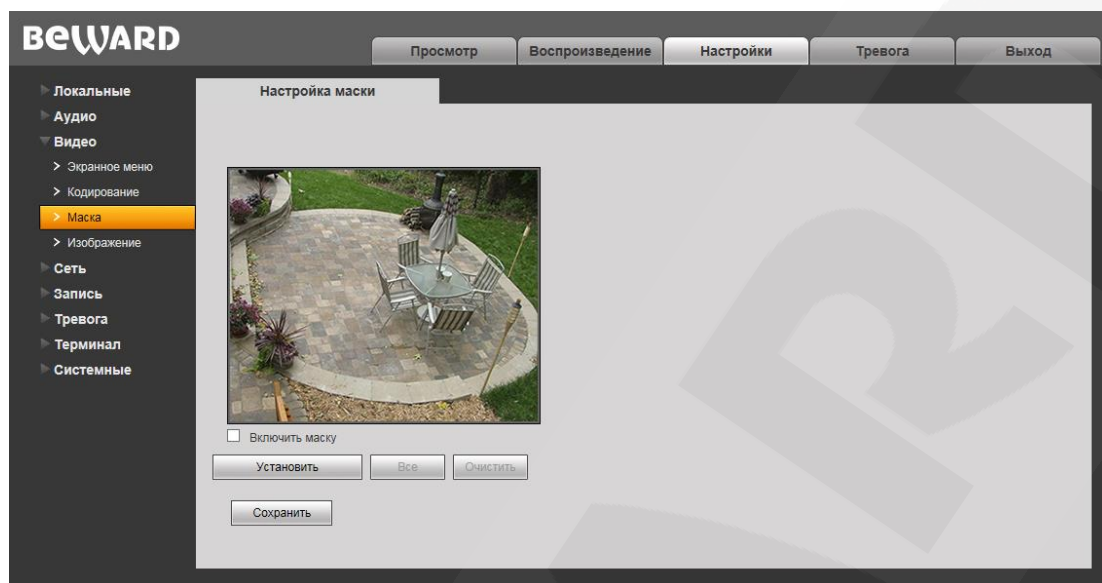 BEWARD
Просмотр Воспроизведение Настройки Тревога Выход
Локальные
Аудио
Видео
> Экранное меню
> Кодирование
> Маска
> Изображение
Сеть
Запись
Тревога
Терминал
Системные
Настройка маски
Включить маску
Установить Все Очистить
Сохранить